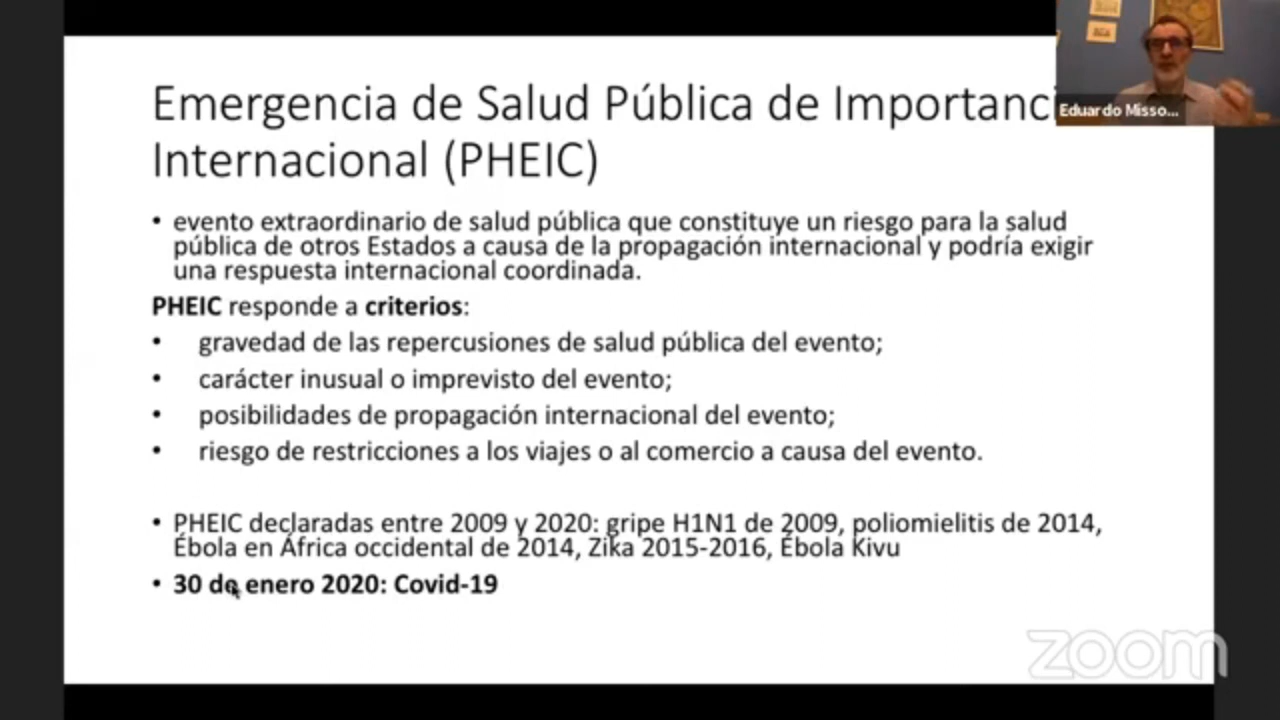 Emergencia de Salud Pública de Importanci
Internacional (PHEIC)
Eduardo Misso...
• evento extraordinario de salud pública que constituye un riesgo para la salud
pública de otros Estados a causa de la propagación internacional y podría exigir
una respuesta internacional coordinada.
PHEIC responde a criterios:
• gravedad de las repercusiones de salud pública del evento;
• carácter inusual o imprevisto del evento;
• posibilidades de propagación internacional del evento;
• riesgo de restricciones a los viajes o al comercio a causa del evento.
• PHEIC declaradas entre 2009 y 2020: gripe H1N1 de 2009, poliomielitis de 2014,
Ébola en África occidental de 2014, Zika 2015-2016, Ébola Kivu
• 30 de enero 2020: Covid-19
zoom